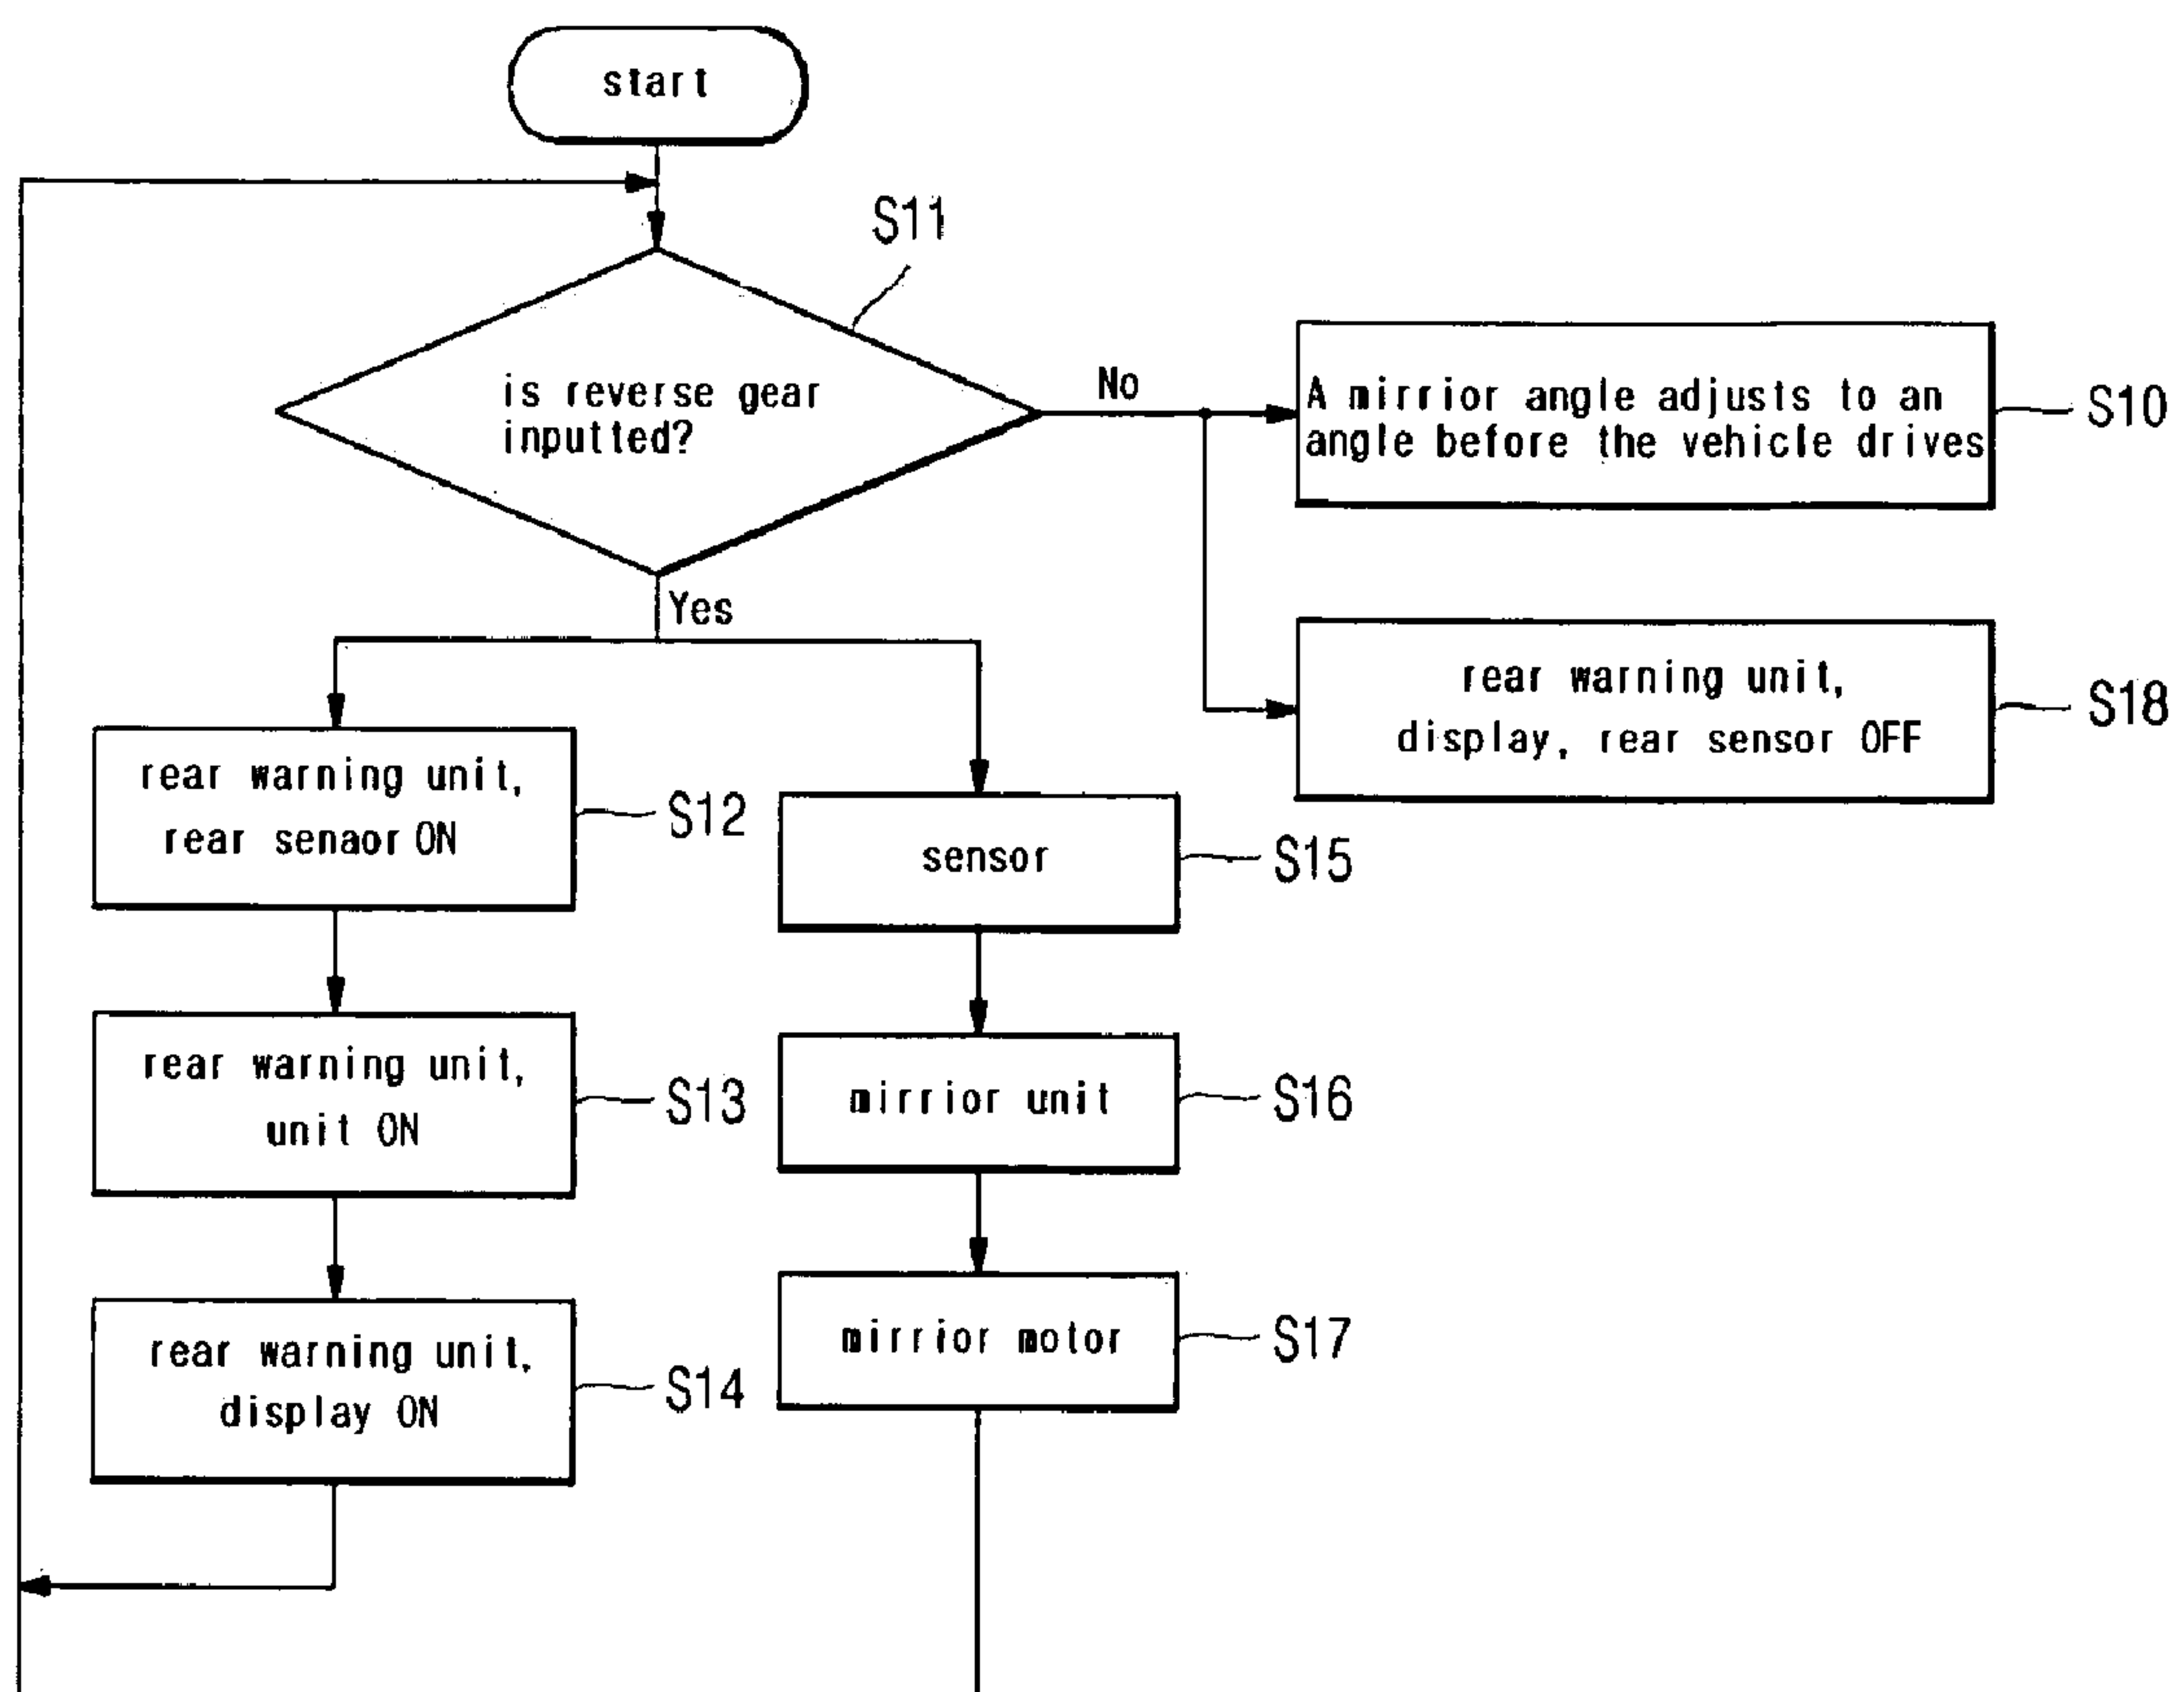 start
S11
is reverse gear
inputted?
No
A mirrior angle adjusts to an
angle before the vehicle drives
S10
Yes
rear warning unit,
display, rear sensor OFF
S18
rear warning unit,
rear senaor ON
S12
sensor
S15
rear warning unit,
unit ON
S13
mirrior unit
S16
rear warning unit,
display ON
S14
mirrior motor
S17